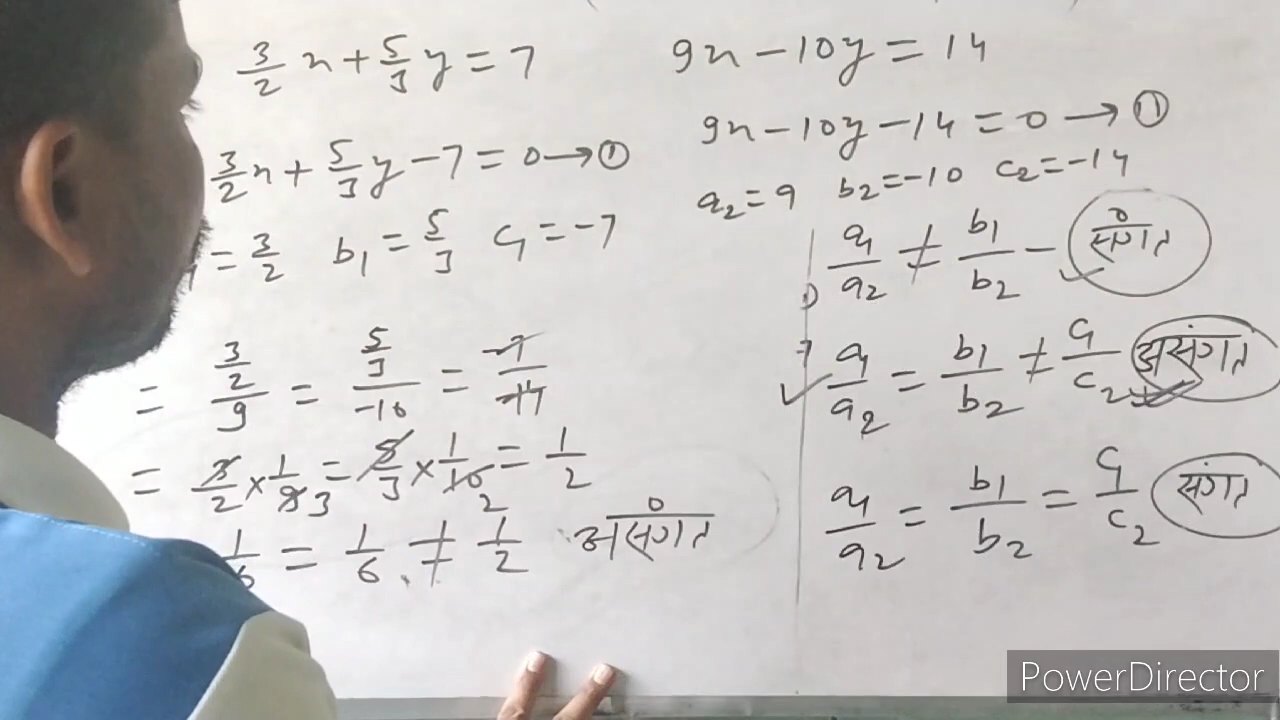 3/2 x + 5/3 y = 7
3/2 x + 5/3 y - 7 = 0 → ①
= 3/2 b₁ = 5/3 c₁ = -7
= 3/2 / 9 = 5/3 / -10 = -7 / -14
= 3/2 × 1/9 3 = 5/3 × 1/10 2 = 1/2
1/6 = 1/6 ≠ 1/2 असंगत
9x - 10y = 14
9x - 10y - 14 = 0 → ⑪
a₂ = 9 b₂ = -10 c₂ = -14
a₁/a₂ ≠ b₁/b₂ - संगत
a₁/a₂ = b₁/b₂ ≠ c₁/c₂ असंगत
a₁/a₂ = b₁/b₂ = c₁/c₂ संगत
PowerDirector